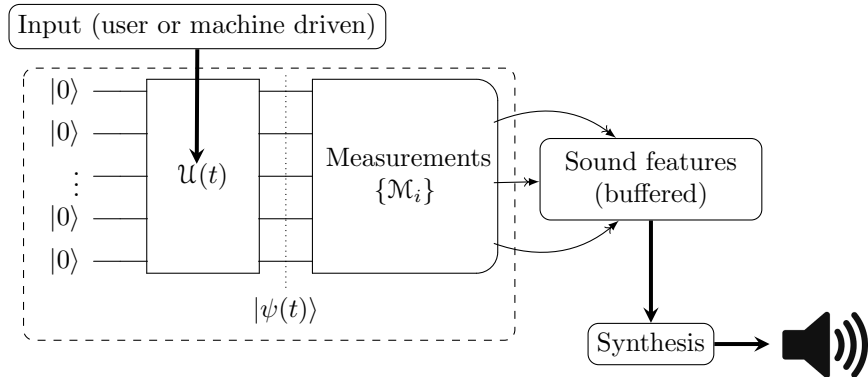 Input (user or machine driven)
|0⟩
|0⟩
⋮
|0⟩
|0⟩
𝒰(t)
|ψ(t)⟩
Measurements
{ℳᵢ}
Sound features
(buffered)
Synthesis